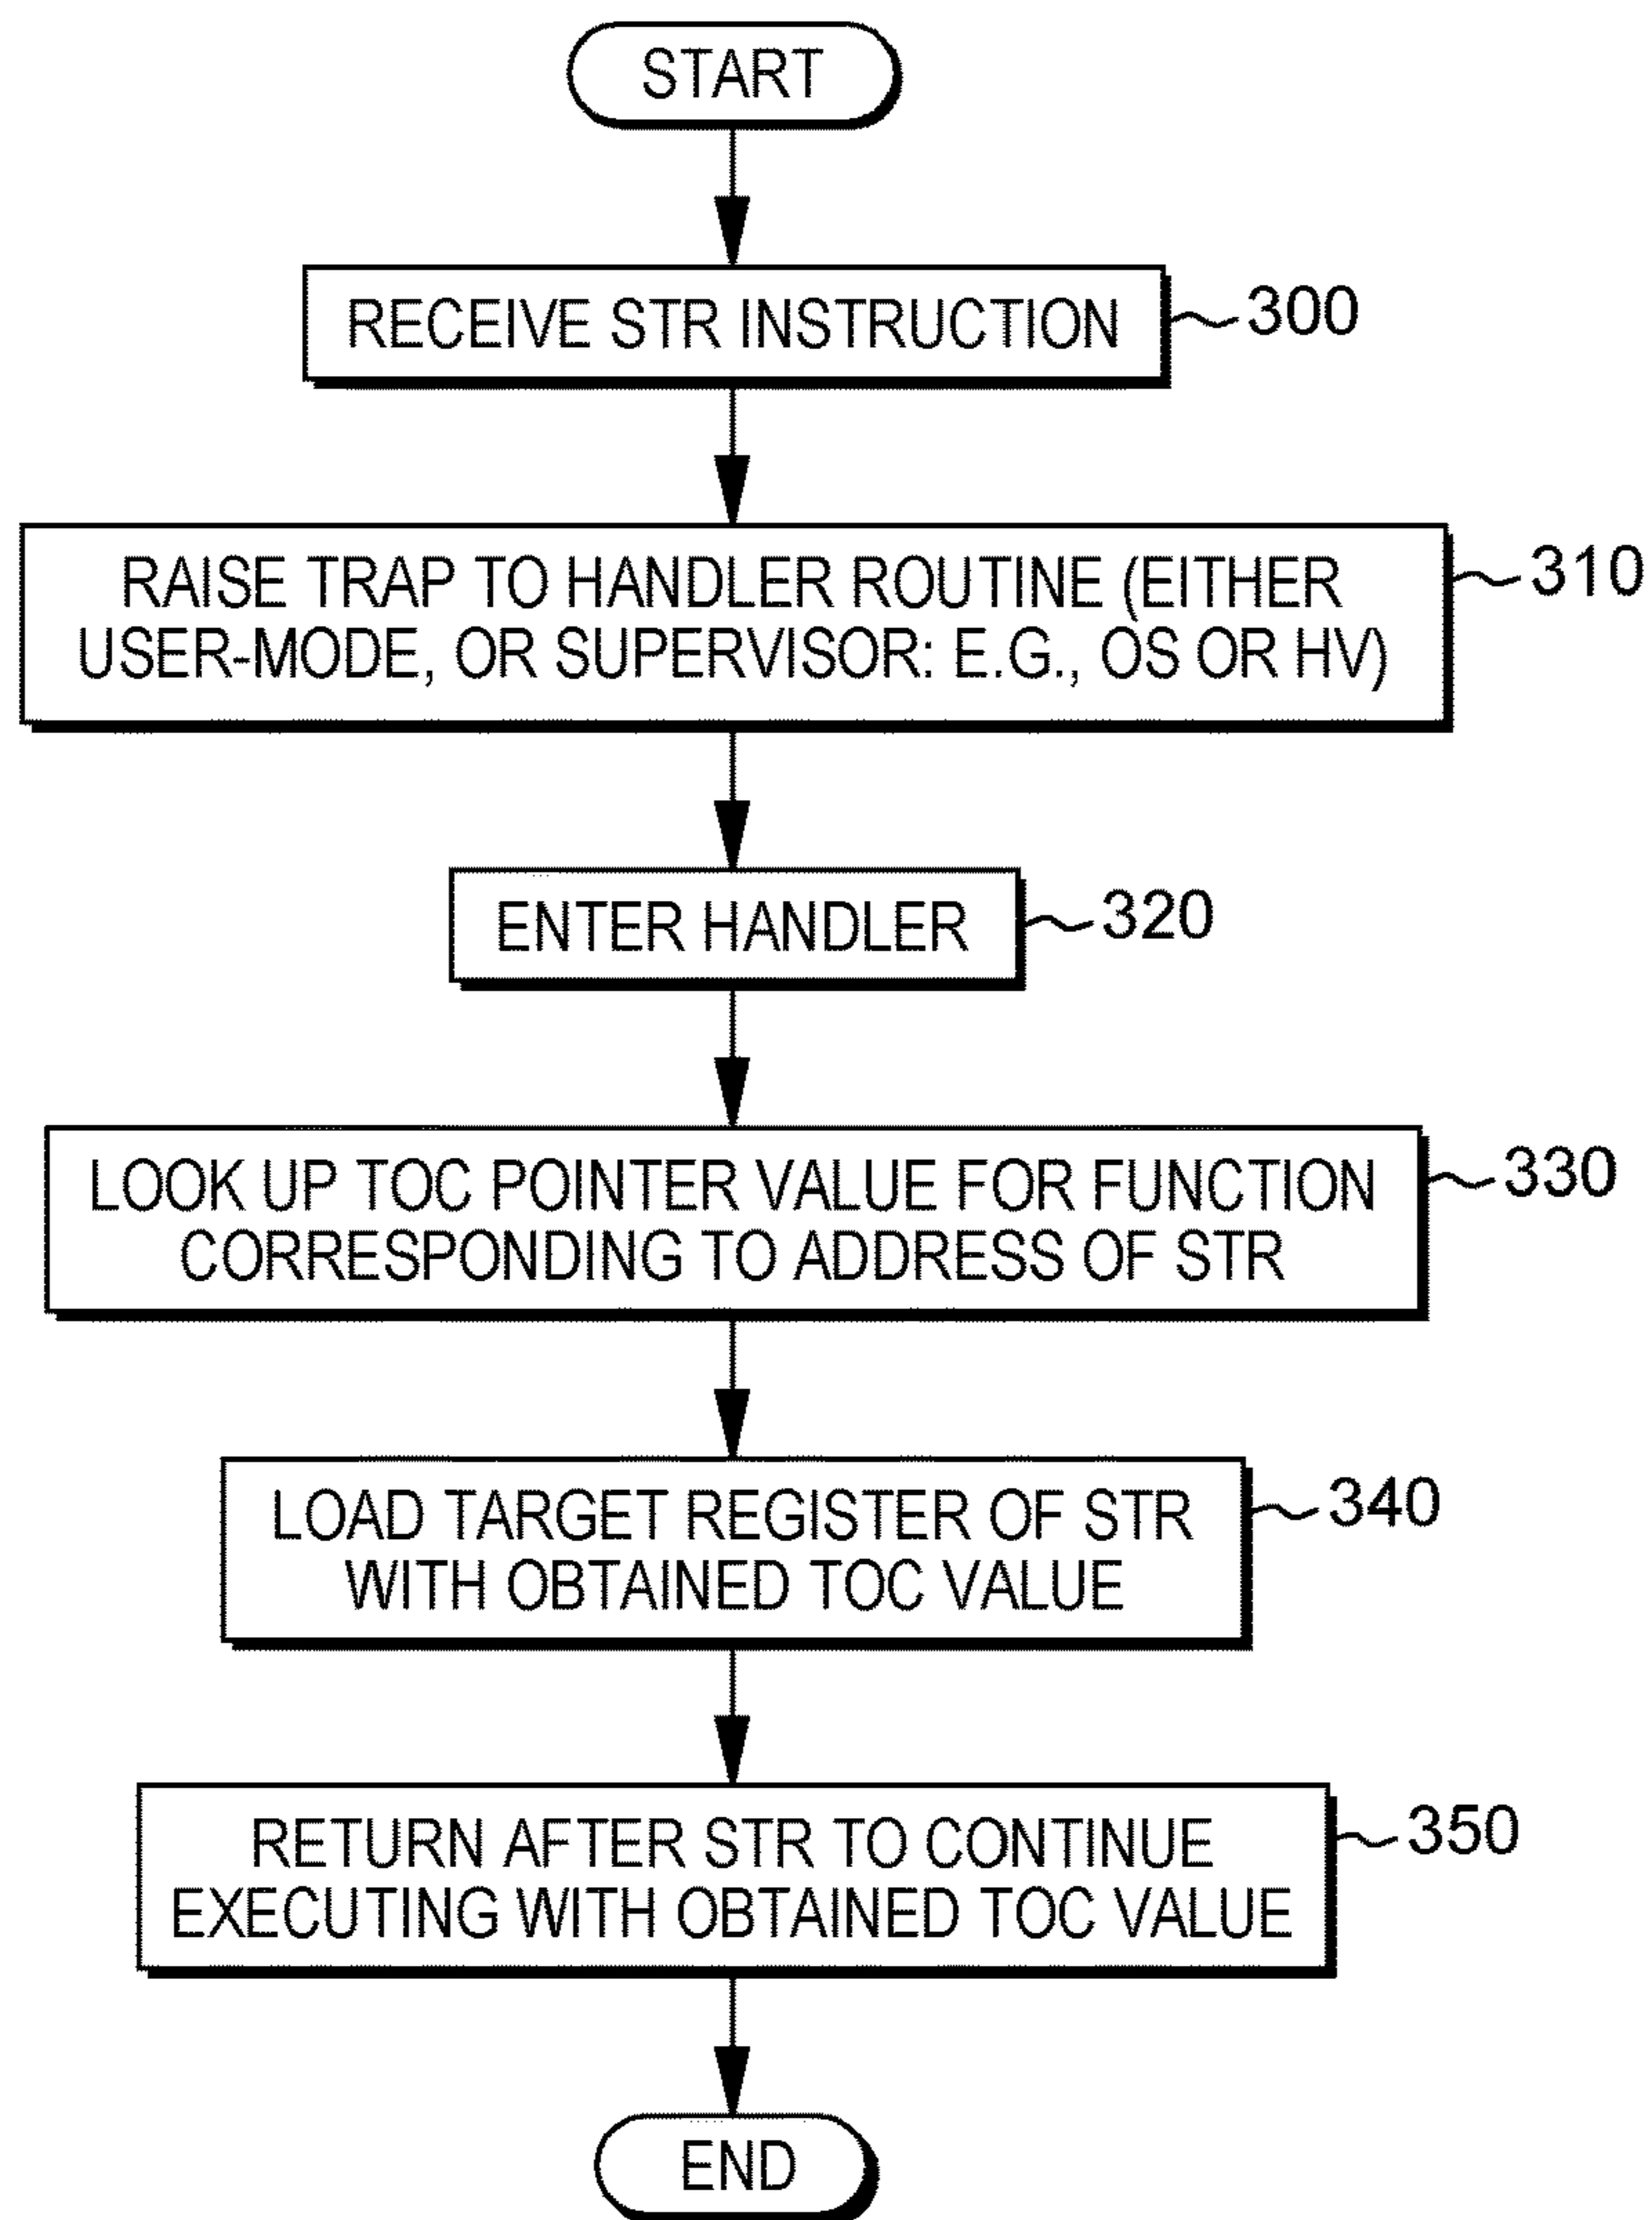 START
RECEIVE STR INSTRUCTION
300
RAISE TRAP TO HANDLER ROUTINE (EITHER
USER-MODE, OR SUPERVISOR: E.G., OS OR HV)
310
ENTER HANDLER
320
LOOK UP TOC POINTER VALUE FOR FUNCTION
CORRESPONDING TO ADDRESS OF STR
330
LOAD TARGET REGISTER OF STR
WITH OBTAINED TOC VALUE
340
RETURN AFTER STR TO CONTINUE
EXECUTING WITH OBTAINED TOC VALUE
350
END